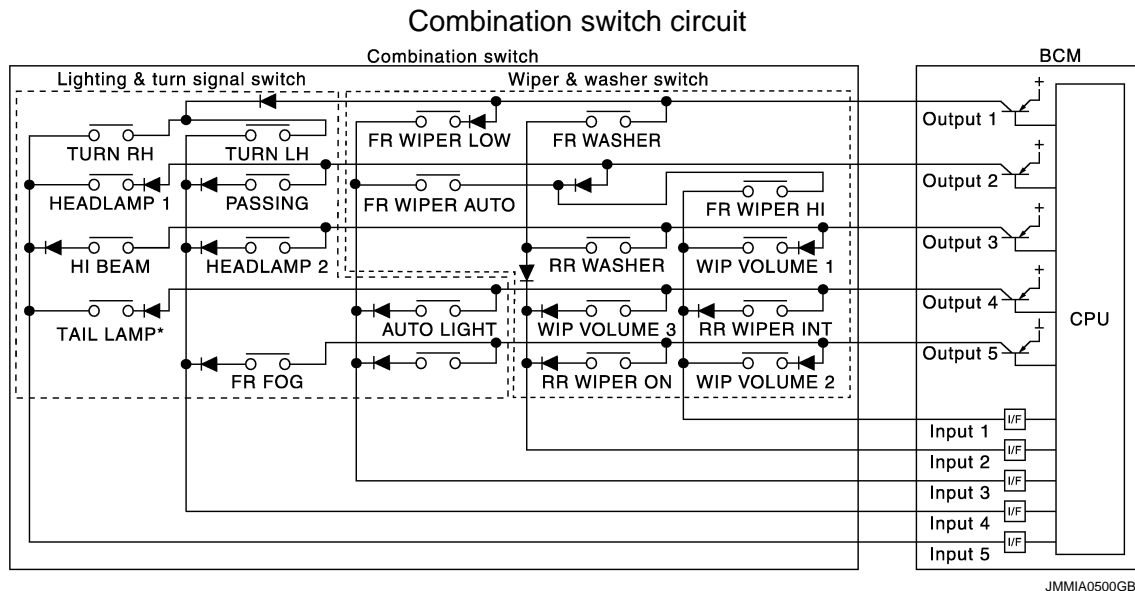 Combination switch circuit
Combination switch
BCM
Lighting & turn signal switch
Wiper & washer switch
Output 1
TURN RH
TURN LH
FR WIPER LOW
FR WASHER
Output 2
HEADLAMP 1
PASSING
FR WIPER AUTO
FR WIPER HI
Output 3
HI BEAM
HEADLAMP 2
RR WASHER
WIP VOLUME 1
Output 4
TAIL LAMP*
AUTO LIGHT
WIP VOLUME 3
RR WIPER INT
CPU
Output 5
FR FOG
RR WIPER ON
WIP VOLUME 2
I/F
Input 1
I/F
Input 2
I/F
Input 3
I/F
Input 4
I/F
Input 5
JMMIA0500GB